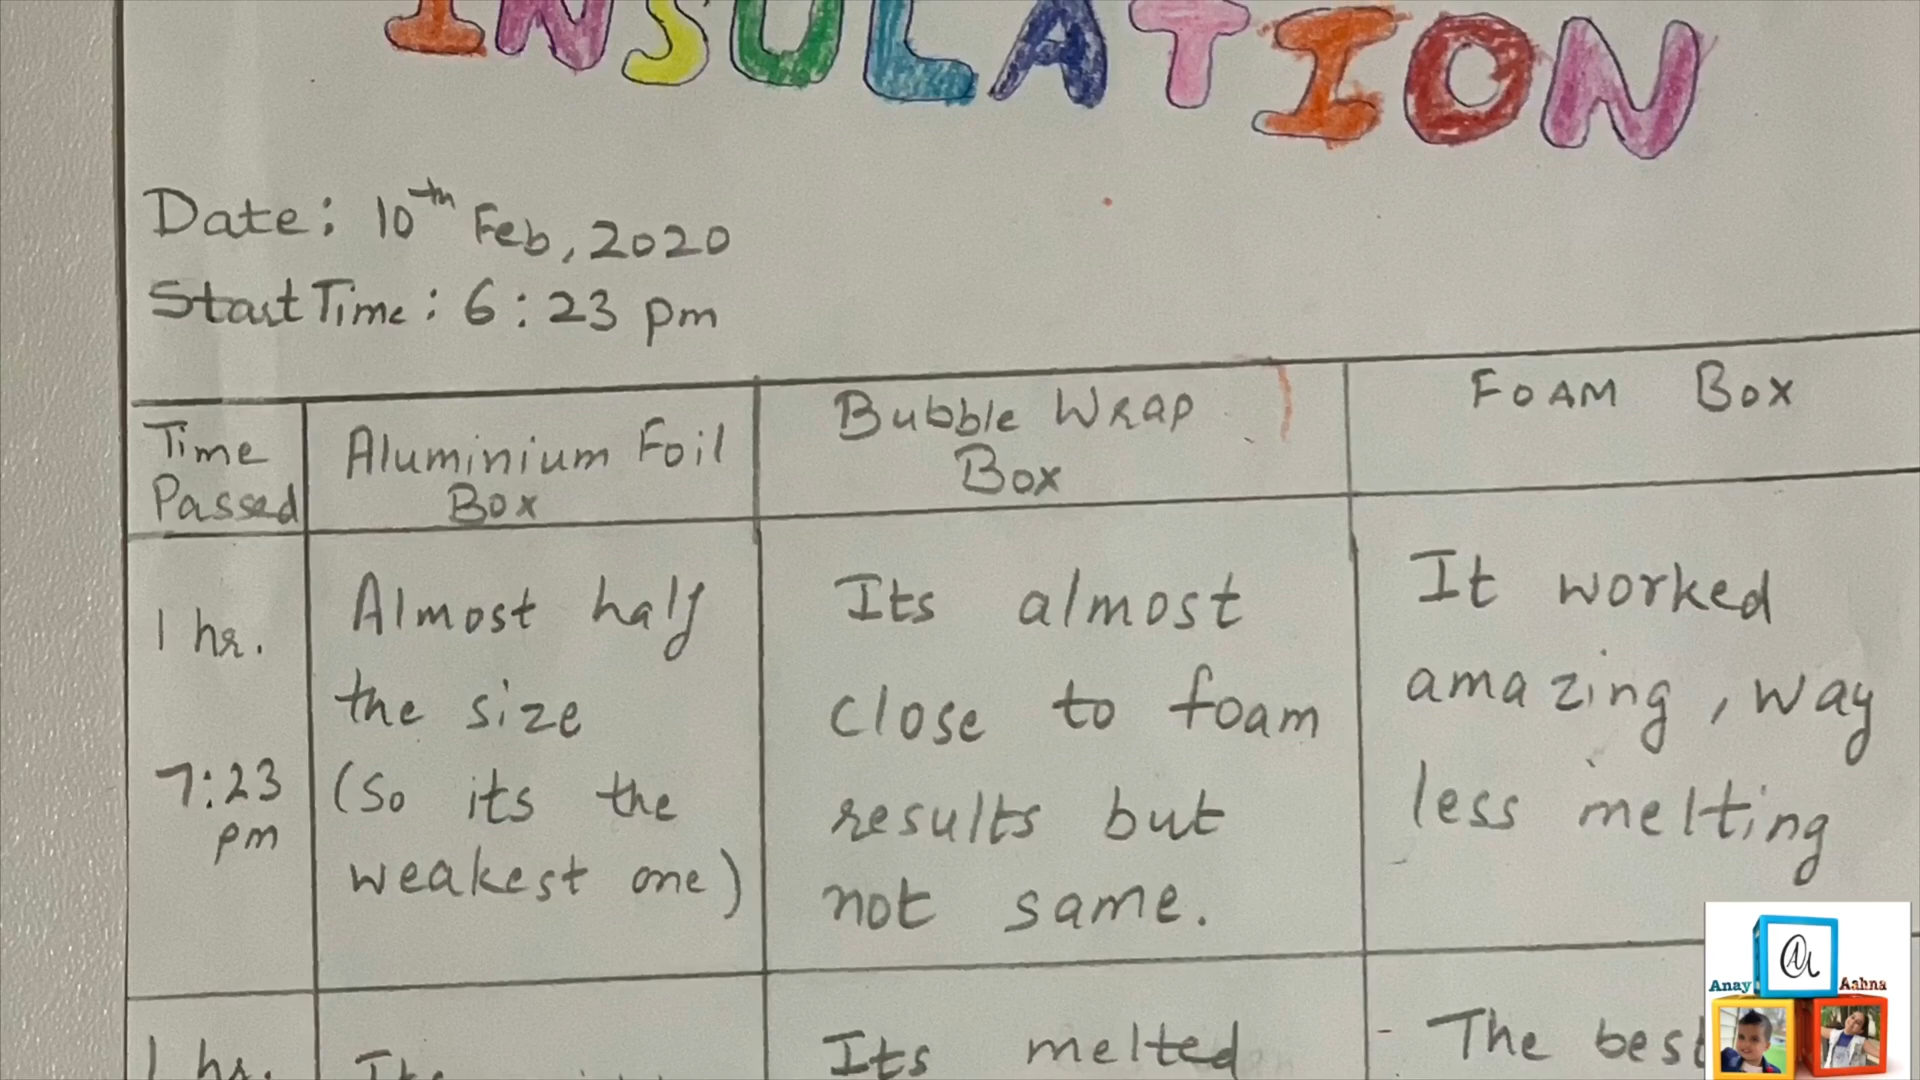 INSULATION
Date: 10th Feb, 2020
Start Time: 6:23 pm
Time
Passed
Aluminium Foil
Box
Bubble Wrap
Box
FOAM BOX
1 hr.
7:23
pm
Almost half
the size
(So its the
weakest one)
Its almost
close to foam
results but
not same.
It worked
amazing, way
less melting
1 hr.
Its melted
The best
Anay
Aahna